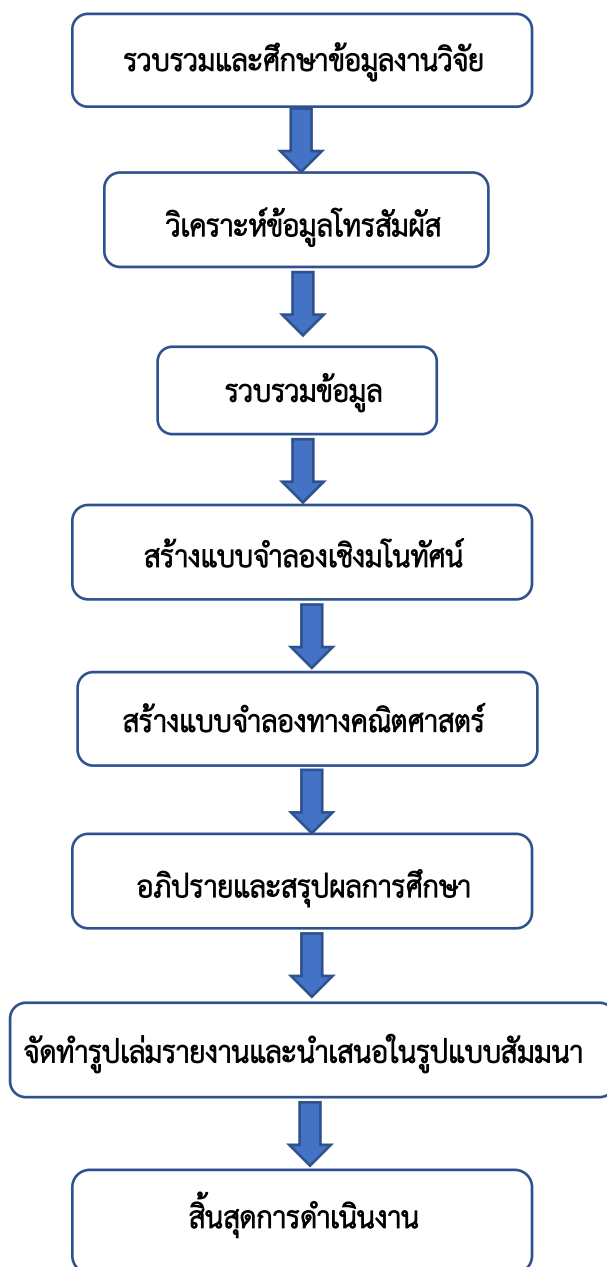 รวบรวมและศึกษาข้อมูลงานวิจัย
วิเคราะห์ข้อมูลโทรสัมผัส
รวบรวมข้อมูล
สร้างแบบจำลองเชิงมโนทัศน์
สร้างแบบจำลองทางคณิตศาสตร์
อภิปรายและสรุปผลการศึกษา
จัดทำรูปเล่มรายงานและนำเสนอในรูปแบบสัมมนา
สิ้นสุดการดำเนินงาน